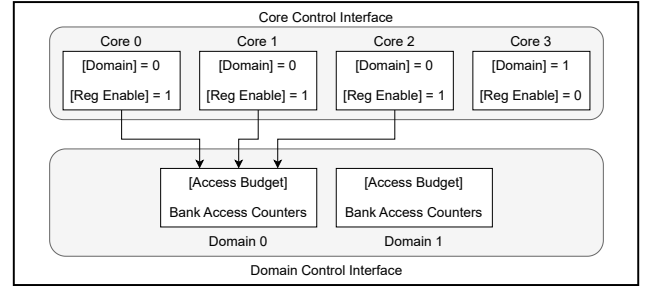 Core Control Interface
Core 0 Core 1 Core 2 Core 3
[Domain] = 0 [Domain] = 0 [Domain] = 0 [Domain] = 1
[Reg Enable] = 1 [Reg Enable] = 1 [Reg Enable] = 1 [Reg Enable] = 0
[Access Budget] [Access Budget]
Bank Access Counters Bank Access Counters
Domain 0 Domain 1
Domain Control Interface